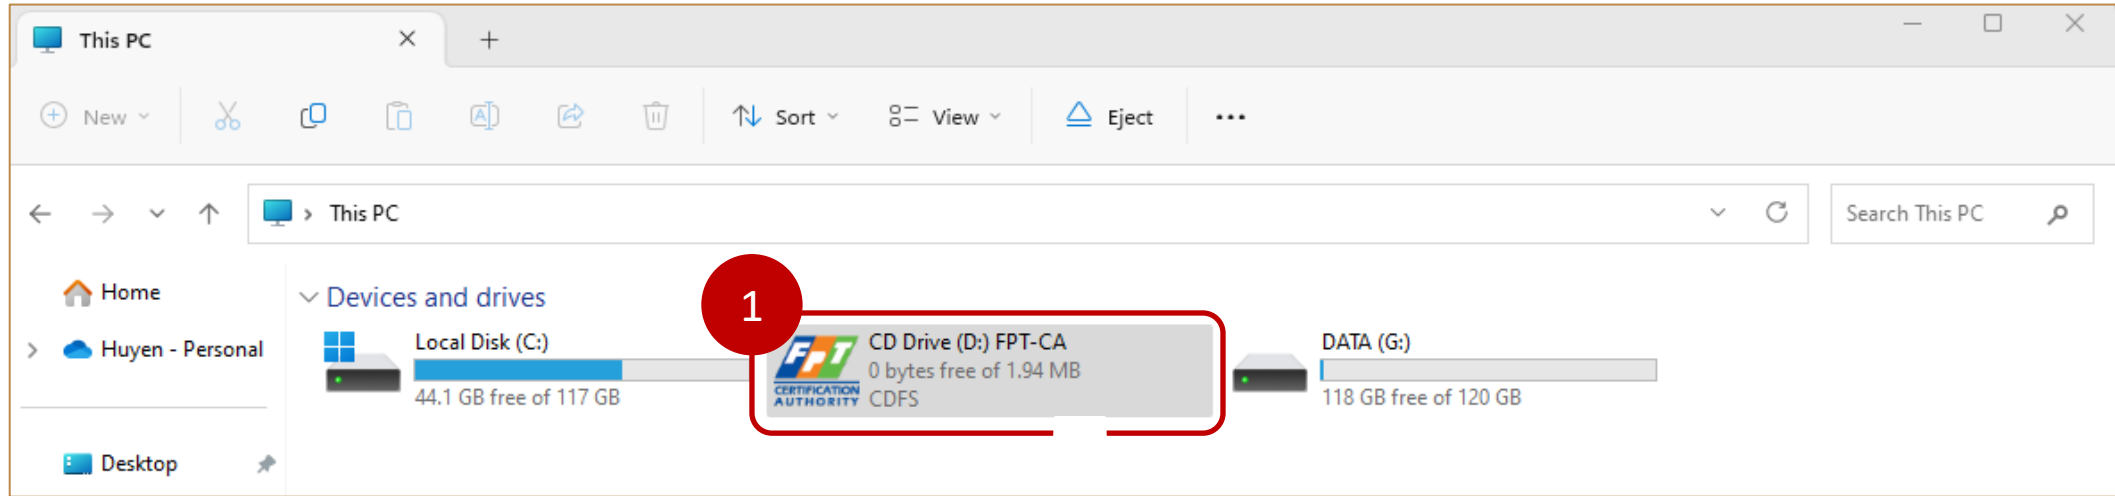 This PC
New
Sort
View
Eject
This PC
Search This PC
Home
Huyen - Personal
Desktop
Devices and drives
Local Disk (C:)
44.1 GB free of 117 GB
1
FPT
CERTIFICATION
AUTHORITY
CD Drive (D:) FPT-CA
0 bytes free of 1.94 MB
CDFS
DATA (G:)
118 GB free of 120 GB